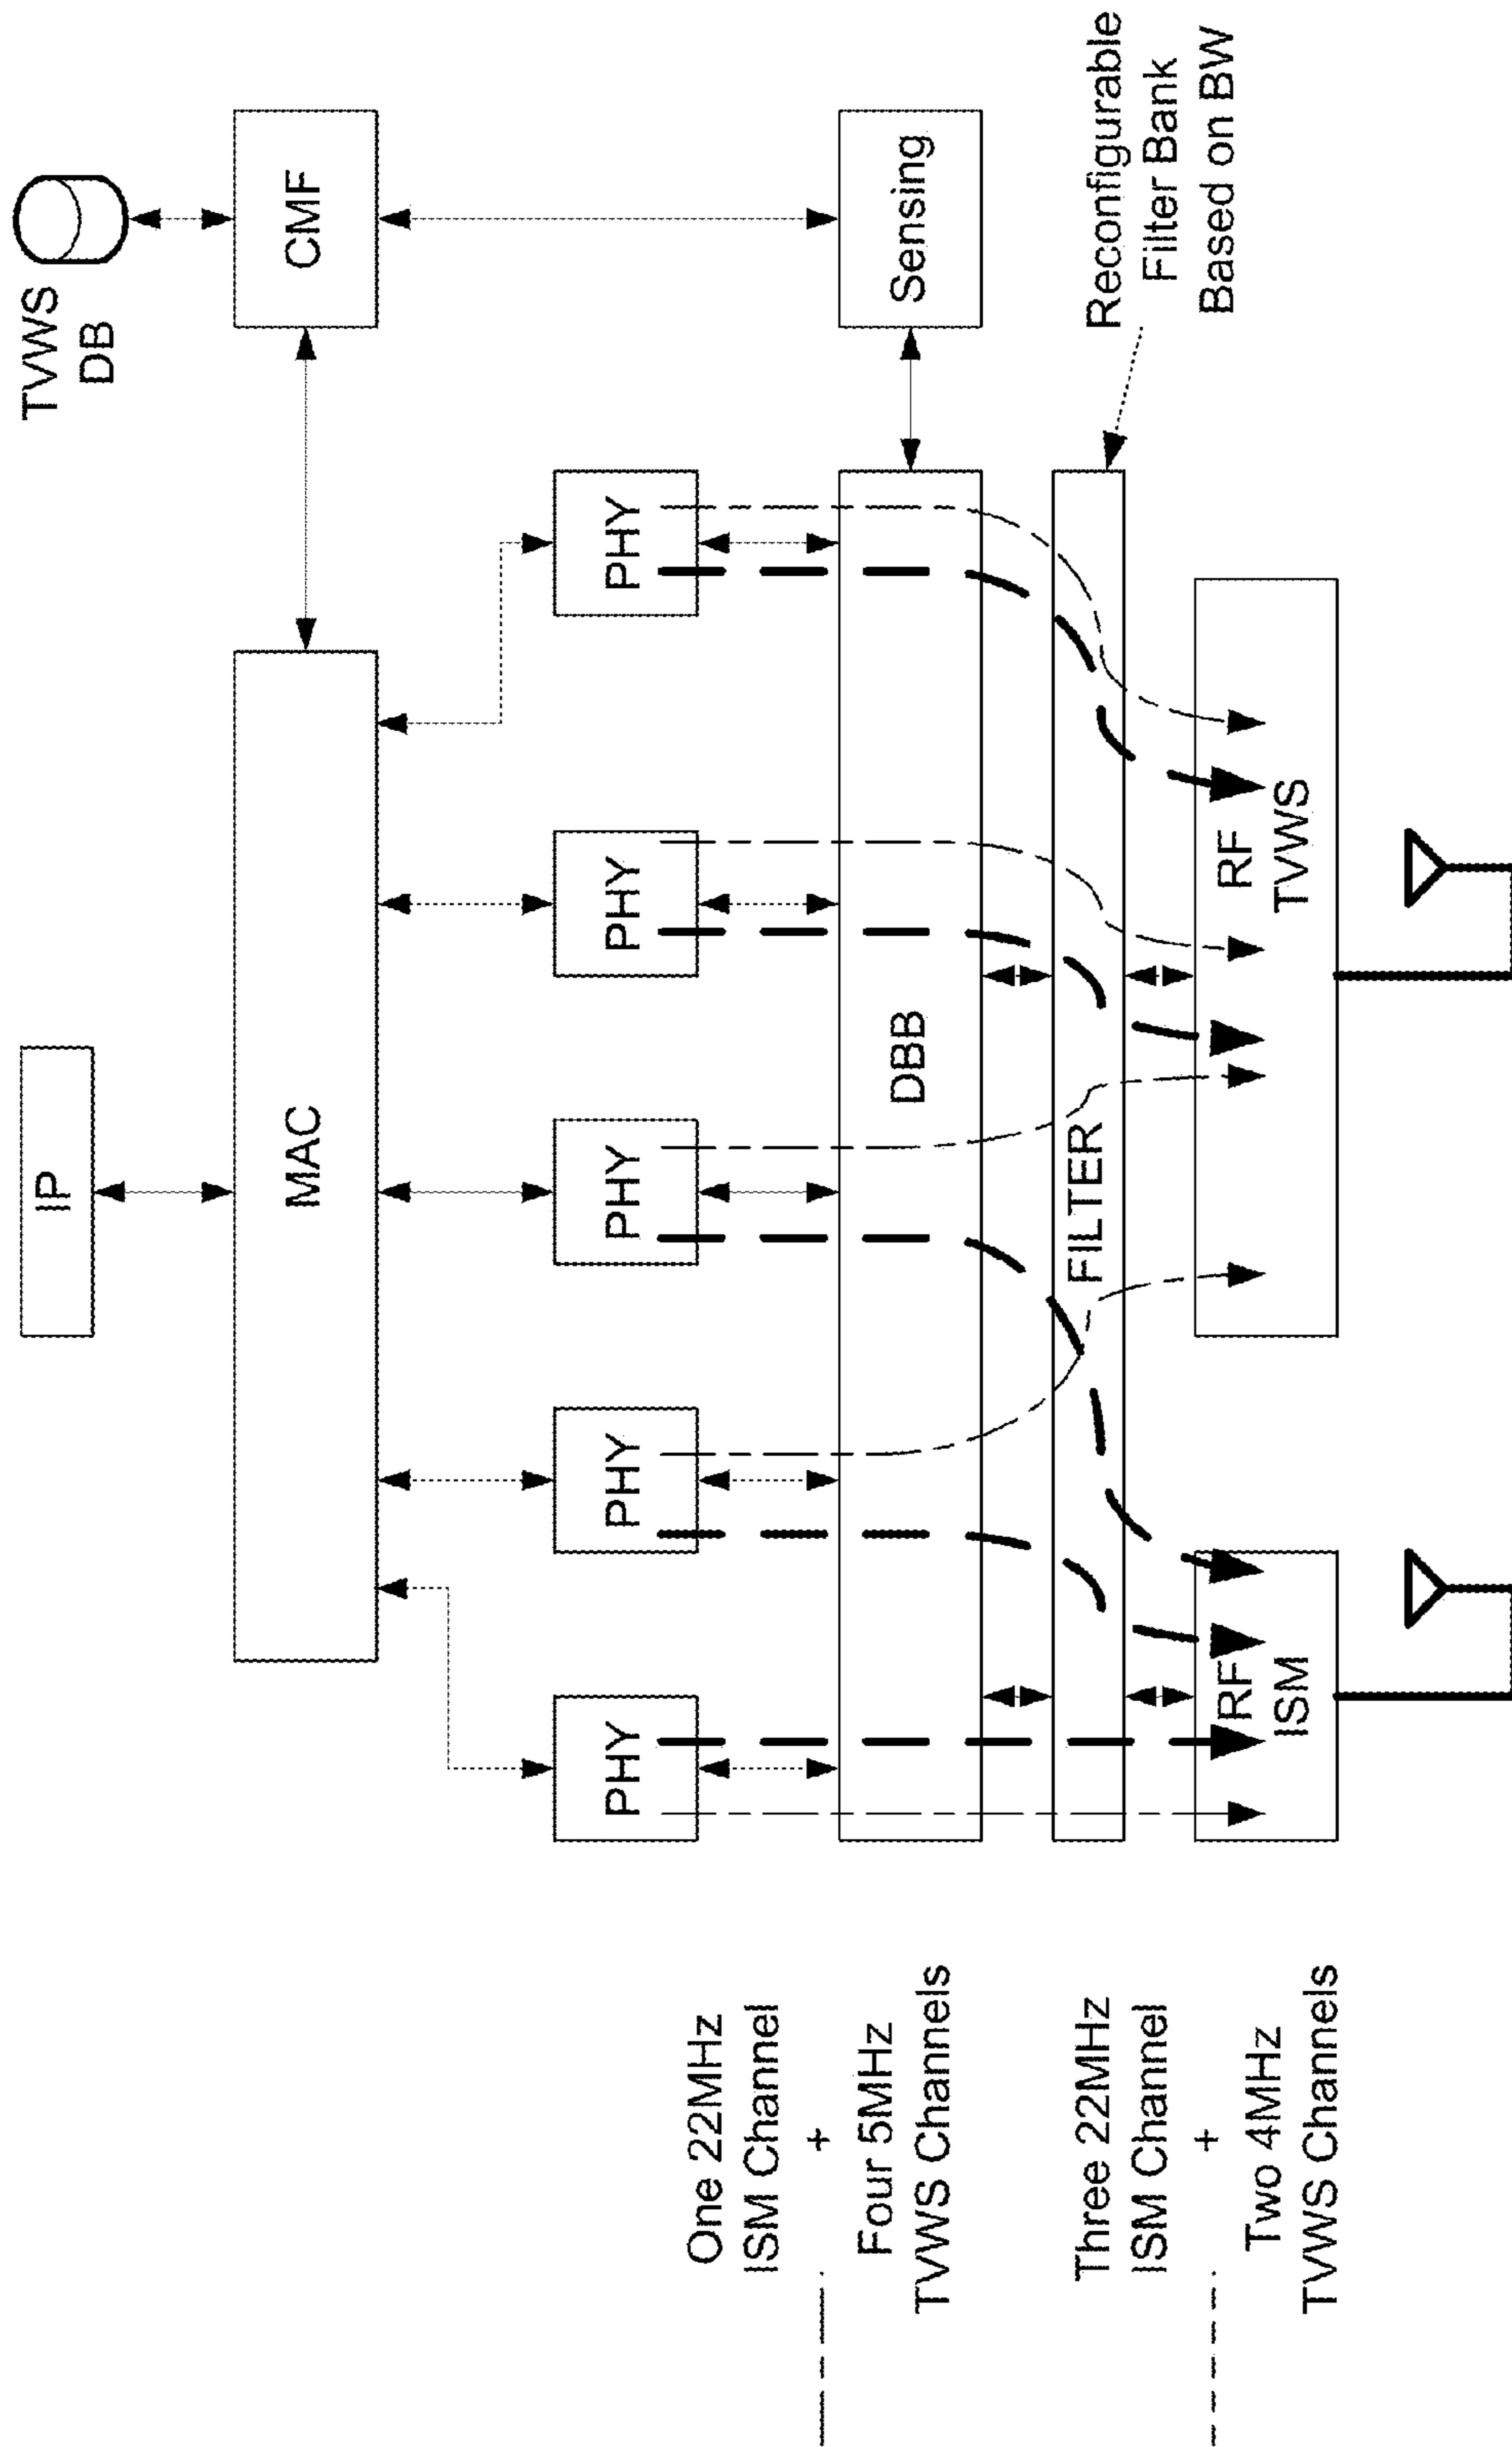 TVWS
DB
IP
MAC
CMF
PHY
PHY
PHY
PHY
PHY
DBB
Sensing
FILTER
Reconfigurable
Filter Bank
Based on BW
RF
ISM
RF
TVWS
One 22MHz
ISM Channel
+
Four 5MHz
TVWS Channels
Three 22MHz
ISM Channel
+
Two 4MHz
TVWS Channels